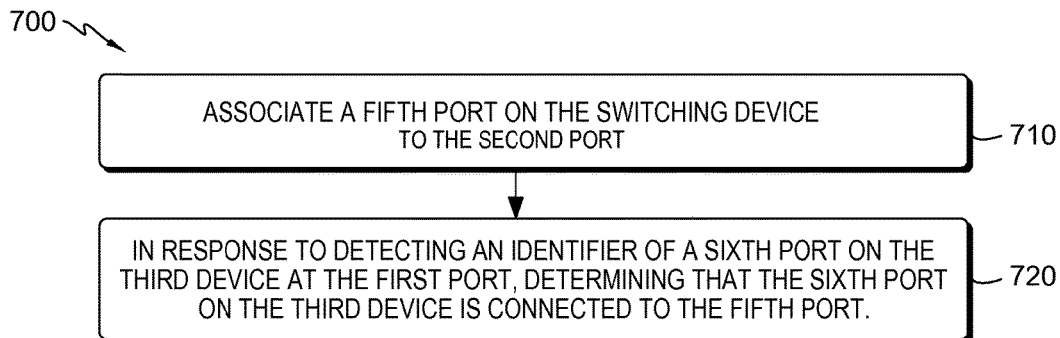 700
ASSOCIATE A FIFTH PORT ON THE SWITCHING DEVICE
TO THE SECOND PORT
710
IN RESPONSE TO DETECTING AN IDENTIFIER OF A SIXTH PORT ON THE
THIRD DEVICE AT THE FIRST PORT, DETERMINING THAT THE SIXTH PORT
ON THE THIRD DEVICE IS CONNECTED TO THE FIFTH PORT.
720